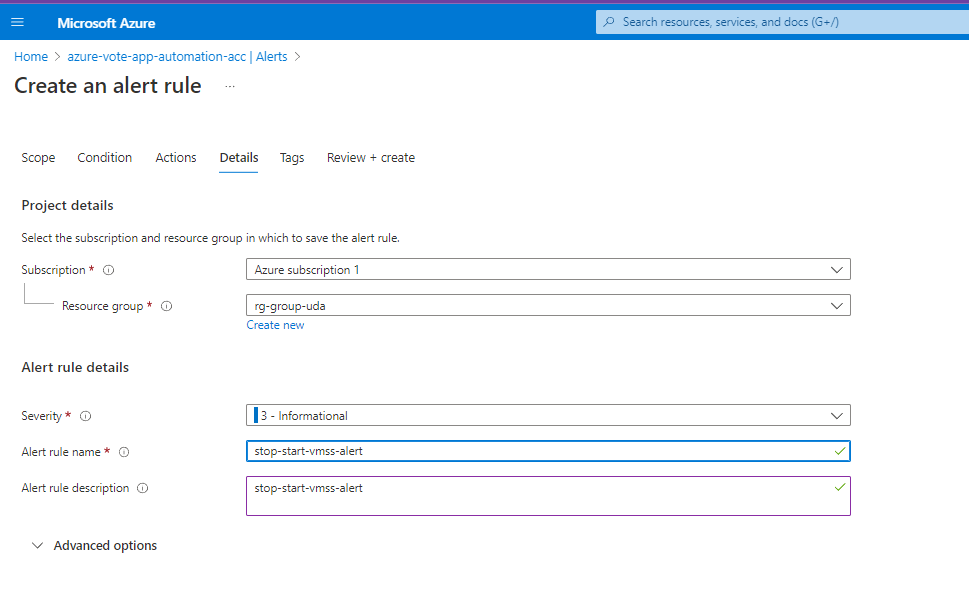 Microsoft Azure
Search resources, services, and docs (G+/)
Home > azure-vote-app-automation-acc | Alerts >
Create an alert rule ...
Scope Condition Actions Details Tags Review + create
Project details
Select the subscription and resource group in which to save the alert rule.
Subscription * Azure subscription 1
Resource group * rg-group-uda
Create new
Alert rule details
Severity * 3 - Informational
Alert rule name * stop-start-vmss-alert
Alert rule description stop-start-vmss-alert
Advanced options